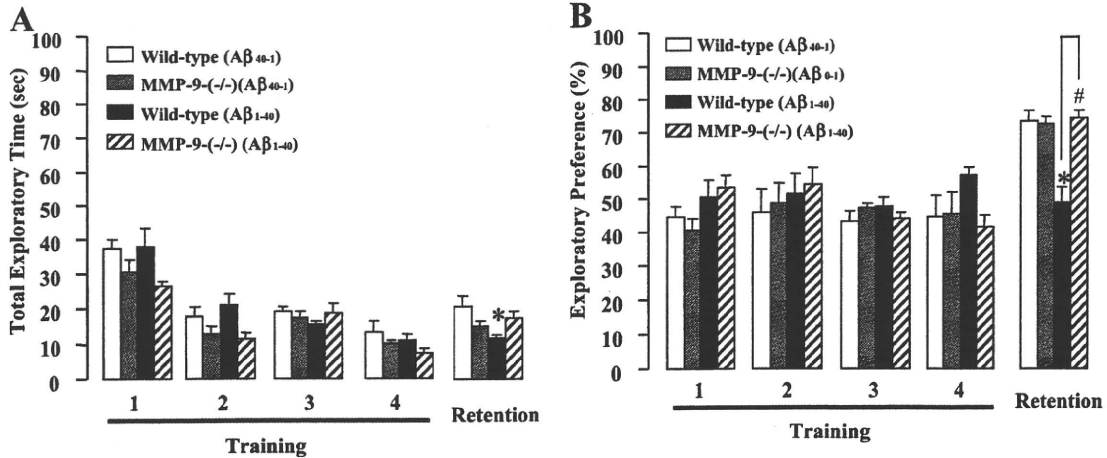 A
Total Exploratory Time (sec)
100
90
80
70
60
50
40
30
20
10
0
Wild-type (Aβ40-1)
MMP-9-(-/-)(Aβ40-1)
Wild-type (Aβ1-40)
MMP-9-(-/-) (Aβ1-40)
*
1 2 3 4 Retention
Training
B
Exploratory Preference (%)
100
90
80
70
60
50
40
30
20
10
0
Wild-type (Aβ40-1)
MMP-9-(-/-)(Aβ0-1)
Wild-type (Aβ1-40)
MMP-9-(-/-) (Aβ1-40)
#
*
1 2 3 4 Retention
Training